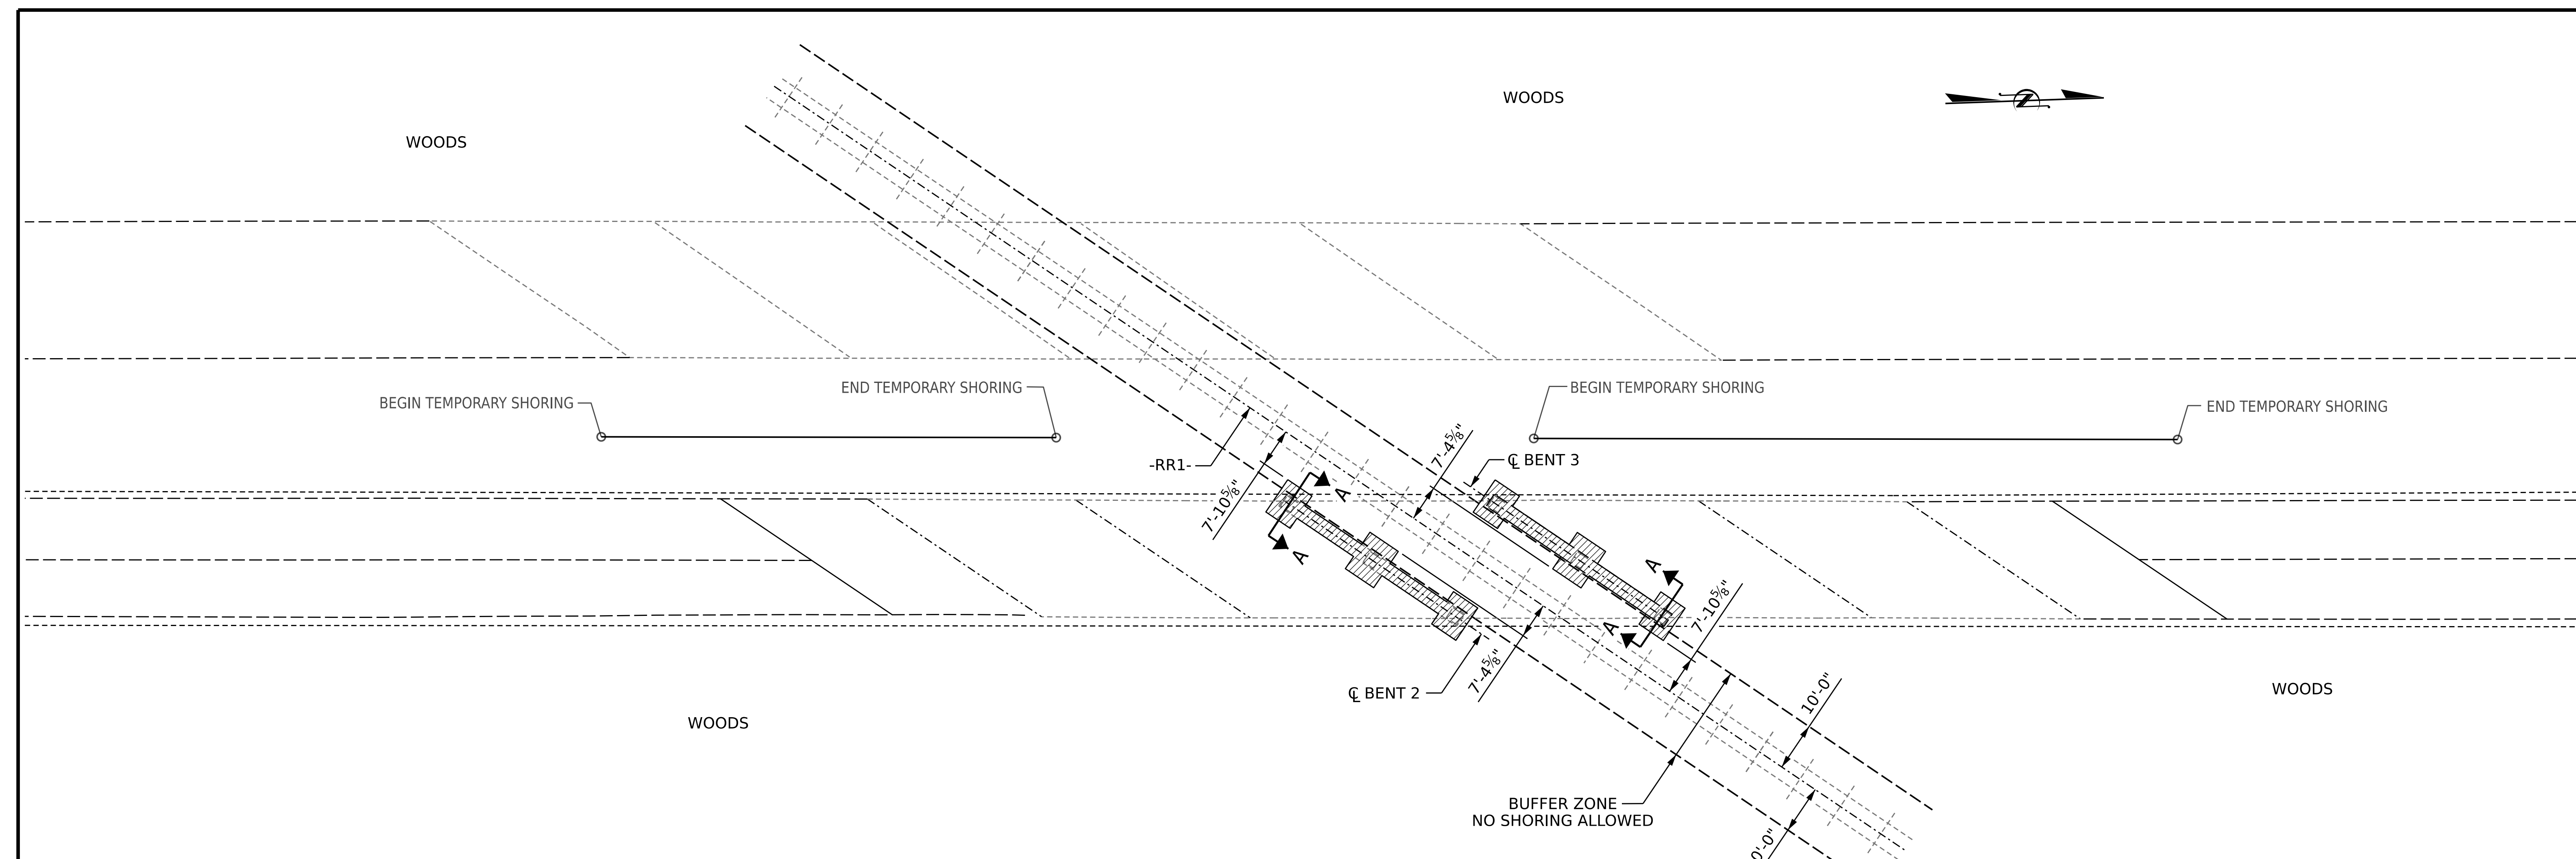 WOODS
WOODS
BEGIN TEMPORARY SHORING
END TEMPORARY SHORING
BEGIN TEMPORARY SHORING
END TEMPORARY SHORING
-RR1-
7'-4⅝"
℄ BENT 3
7'-10⅝"
A
A
A
A
7'-10⅝"
7'-4⅝"
℄ BENT 2
10'-0"
WOODS
WOODS
BUFFER ZONE
NO SHORING ALLOWED
0'-0"